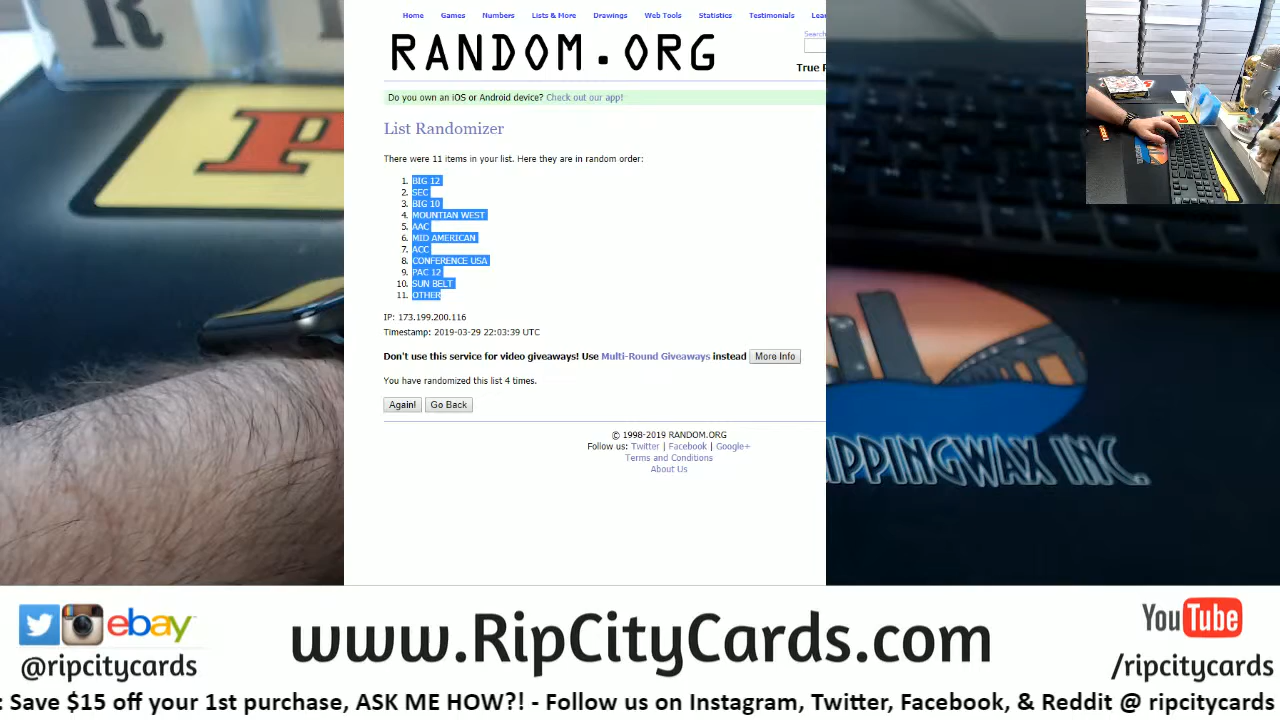 Home Games Numbers Lists & More Drawings Web Tools Statistics Testimonials
RANDOM.ORG
Search
True
Do you own an iOS or Android device? Check out our app!
List Randomizer
There were 11 items in your list. Here they are in random order:
1. BIG 12
2. SEC
3. BIG 10
4. MOUNTIAN WEST
5. AAC
6. MID AMERICAN
7. ACC
8. CONFERENCE USA
9. PAC 12
10. SUN BELT
11. OTHER
IP: 173.199.200.116
Timestamp: 2019-03-29 22:03:39 UTC
Don't use this service for video giveaways! Use Multi-Round Giveaways instead More Info
You have randomized this list 4 times.
Again! Go Back
© 1998-2019 RANDOM.ORG
Follow us: Twitter | Facebook | Google+
Terms and Conditions
About Us
R
P
IPPINGWAX INC.
ebay
@ripcitycards
www.RipCityCards.com
YouTube
/ripcitycards
: Save $15 off your 1st purchase, ASK ME HOW?! - Follow us on Instagram, Twitter, Facebook, & Reddit @ ripcitycards